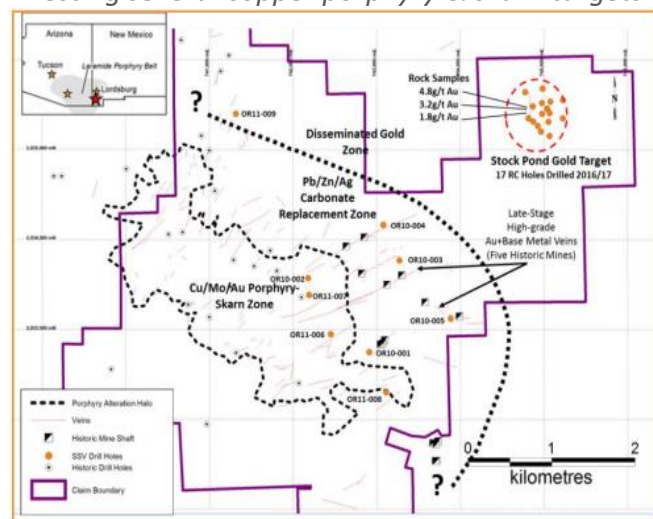 Arizona
New Mexico
Tucson
Laramide Porphyry Belt
Lordsburg
?
OR11-009
Disseminated Gold
Zone
Rock Samples
4.8g/t Au
3.2g/t Au
1.8g/t Au
N
Stock Pond Gold Target
17 RC Holes Drilled 2016/17
Pb/Zn/Ag
Carbonate
Replacement Zone
OR10-004
Late-Stage
High-grade
Au+Base Metal Veins
(Five Historic Mines)
OR10-003
OR10-002
Cu/Mo/Au Porphyry-
Skarn Zone
OR11-007
OR10-005
OR11-006
OR10-001
OR11-008
Porphyry Alteration Halo
Veins
Historic Mine Shaft
SSV Drill Holes
Historic Drill Holes
Claim Boundary
0 1 2
kilometres
?